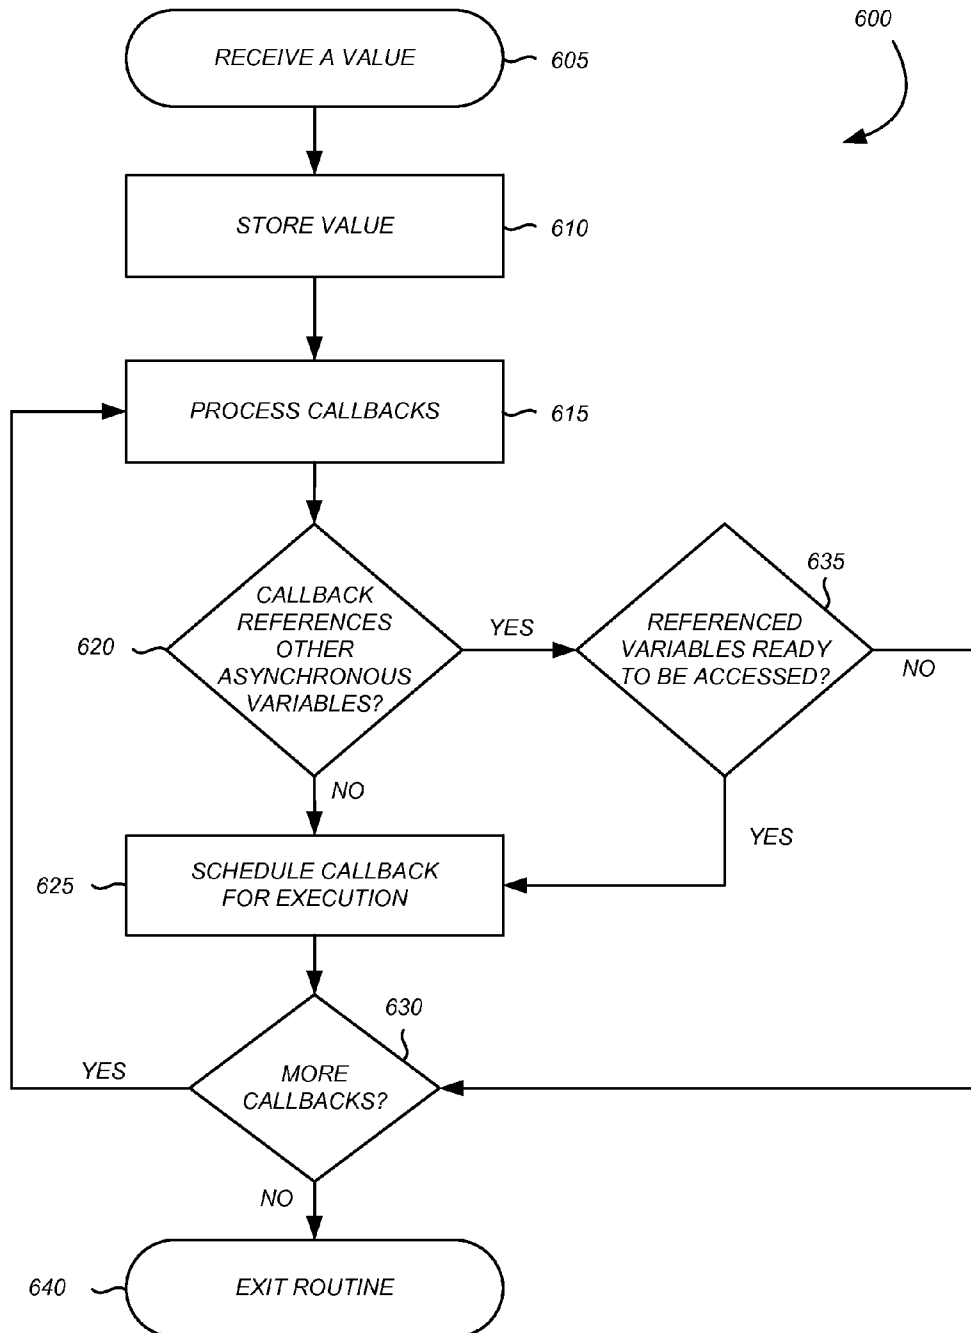 600
RECEIVE A VALUE
605
STORE VALUE
610
PROCESS CALLBACKS
615
CALLBACK
REFERENCES
OTHER
ASYNCHRONOUS
VARIABLES?
620
YES
NO
635
REFERENCED
VARIABLES READY
TO BE ACCESSED?
NO
YES
SCHEDULE CALLBACK
FOR EXECUTION
625
630
MORE
CALLBACKS?
YES
NO
EXIT ROUTINE
640